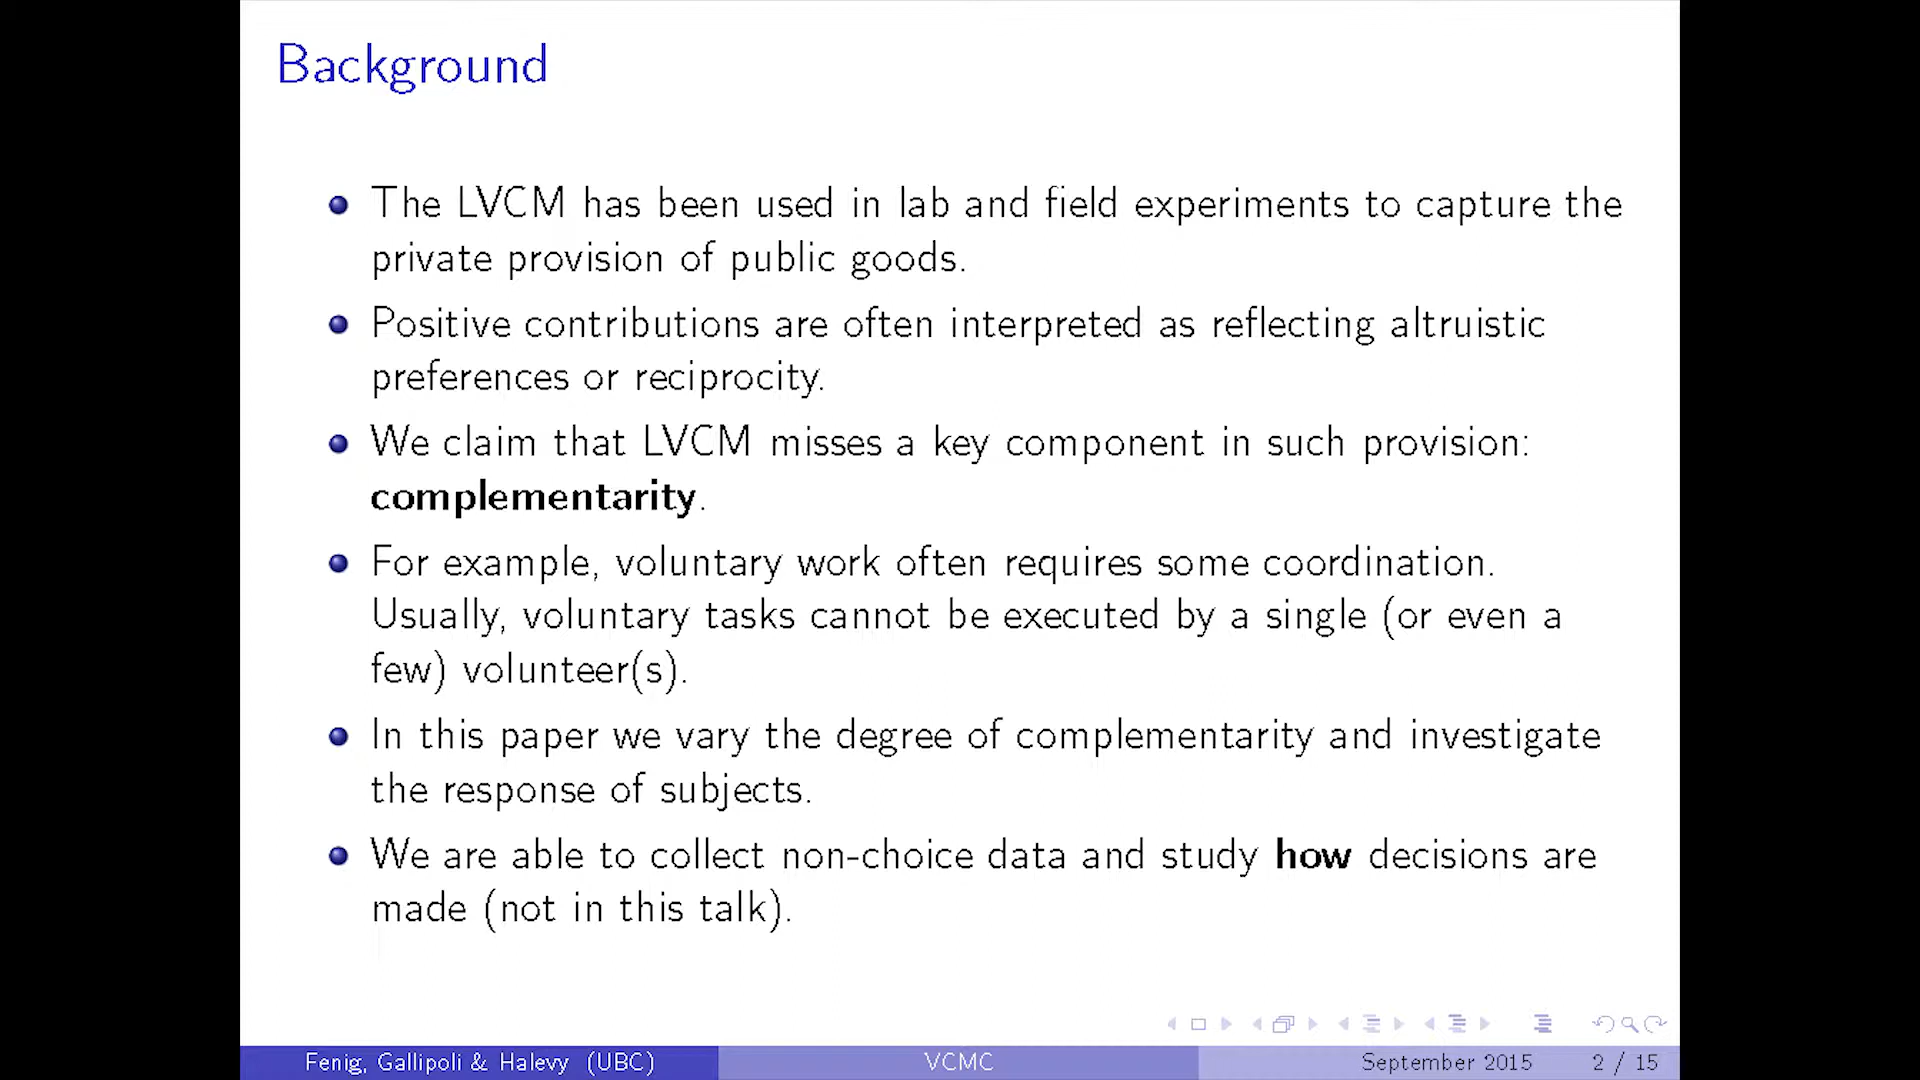 Background
The LVCM has been used in lab and field experiments to capture the
private provision of public goods.
Positive contributions are often interpreted as reflecting altruistic
preferences or reciprocity.
We claim that LVCM misses a key component in such provision:
complementarity.
For example, voluntary work often requires some coordination.
Usually, voluntary tasks cannot be executed by a single (or even a
few) volunteer(s).
In this paper we vary the degree of complementarity and investigate
the response of subjects.
We are able to collect non-choice data and study how decisions are
made (not in this talk).
Fenig, Gallipoli & Halevy (UBC) VCMC September 2015 2 / 15